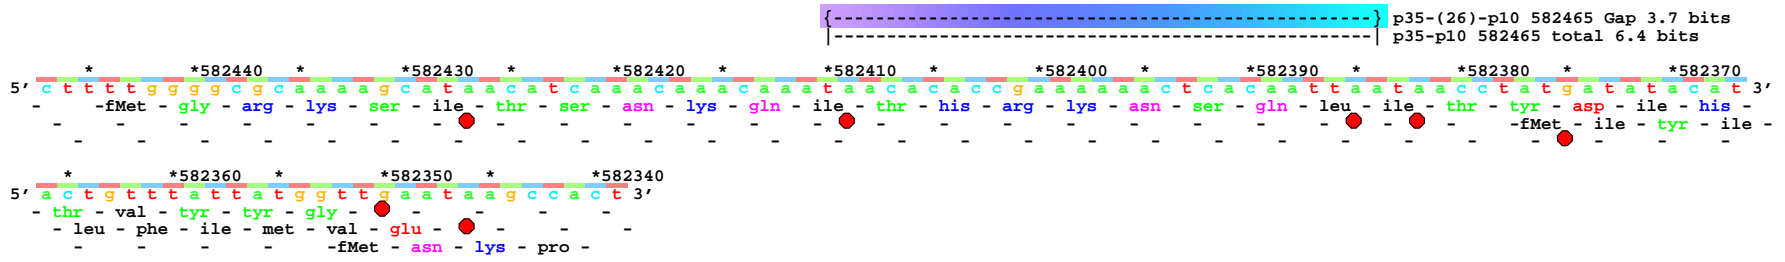 {--------------------------------------------------} p35-(26)-p10 582465 Gap 3.7 bits
|--------------------------------------------------| p35-p10 582465 total 6.4 bits
* *582440 * *582430 * *582420 * *582410 * *582400 * *582390 * *582380 * *582370
5′ c t t t t g g g g c g c a a a a g c a t a a c a t c a a a c a a a c a a a t a a c a c a c c g a a a a a a c t c a c a a t t a a t a a c c t a t g a t a t a c a t 3′
- -fMet - gly - arg - lys - ser - ile - thr - ser - asn - lys - gln - ile - thr - his - arg - lys - asn - ser - gln - leu - ile - thr - tyr - asp - ile - his -
- - - - - - - - - - - - - - - - - - - - -fMet - ile - tyr - ile -
- - - - - - - - - - - - - - - - - - - - - - - - - -
* *582360 * *582350 * *582340
5′ a c t g t t t a t t a t g g t t g a a t a a g c c a c t 3′
- thr - val - tyr - tyr - gly - - - - -
- leu - phe - ile - met - val - glu - - - -
- - - - -fMet - asn - lys - pro -